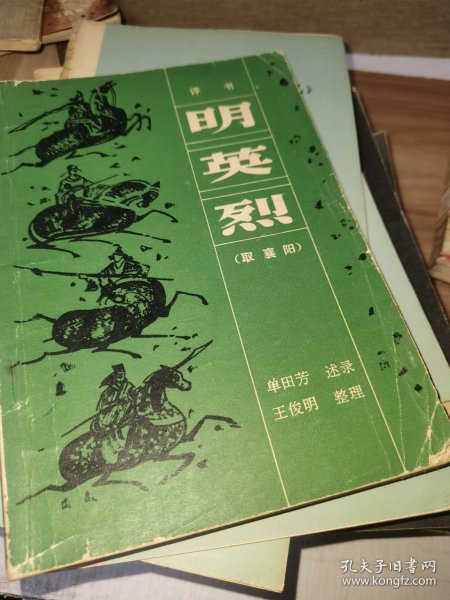 评书
明英烈
（取襄阳）
单田芳 述录
王俊明 整理
孔夫子旧书网
www.kongfz.com